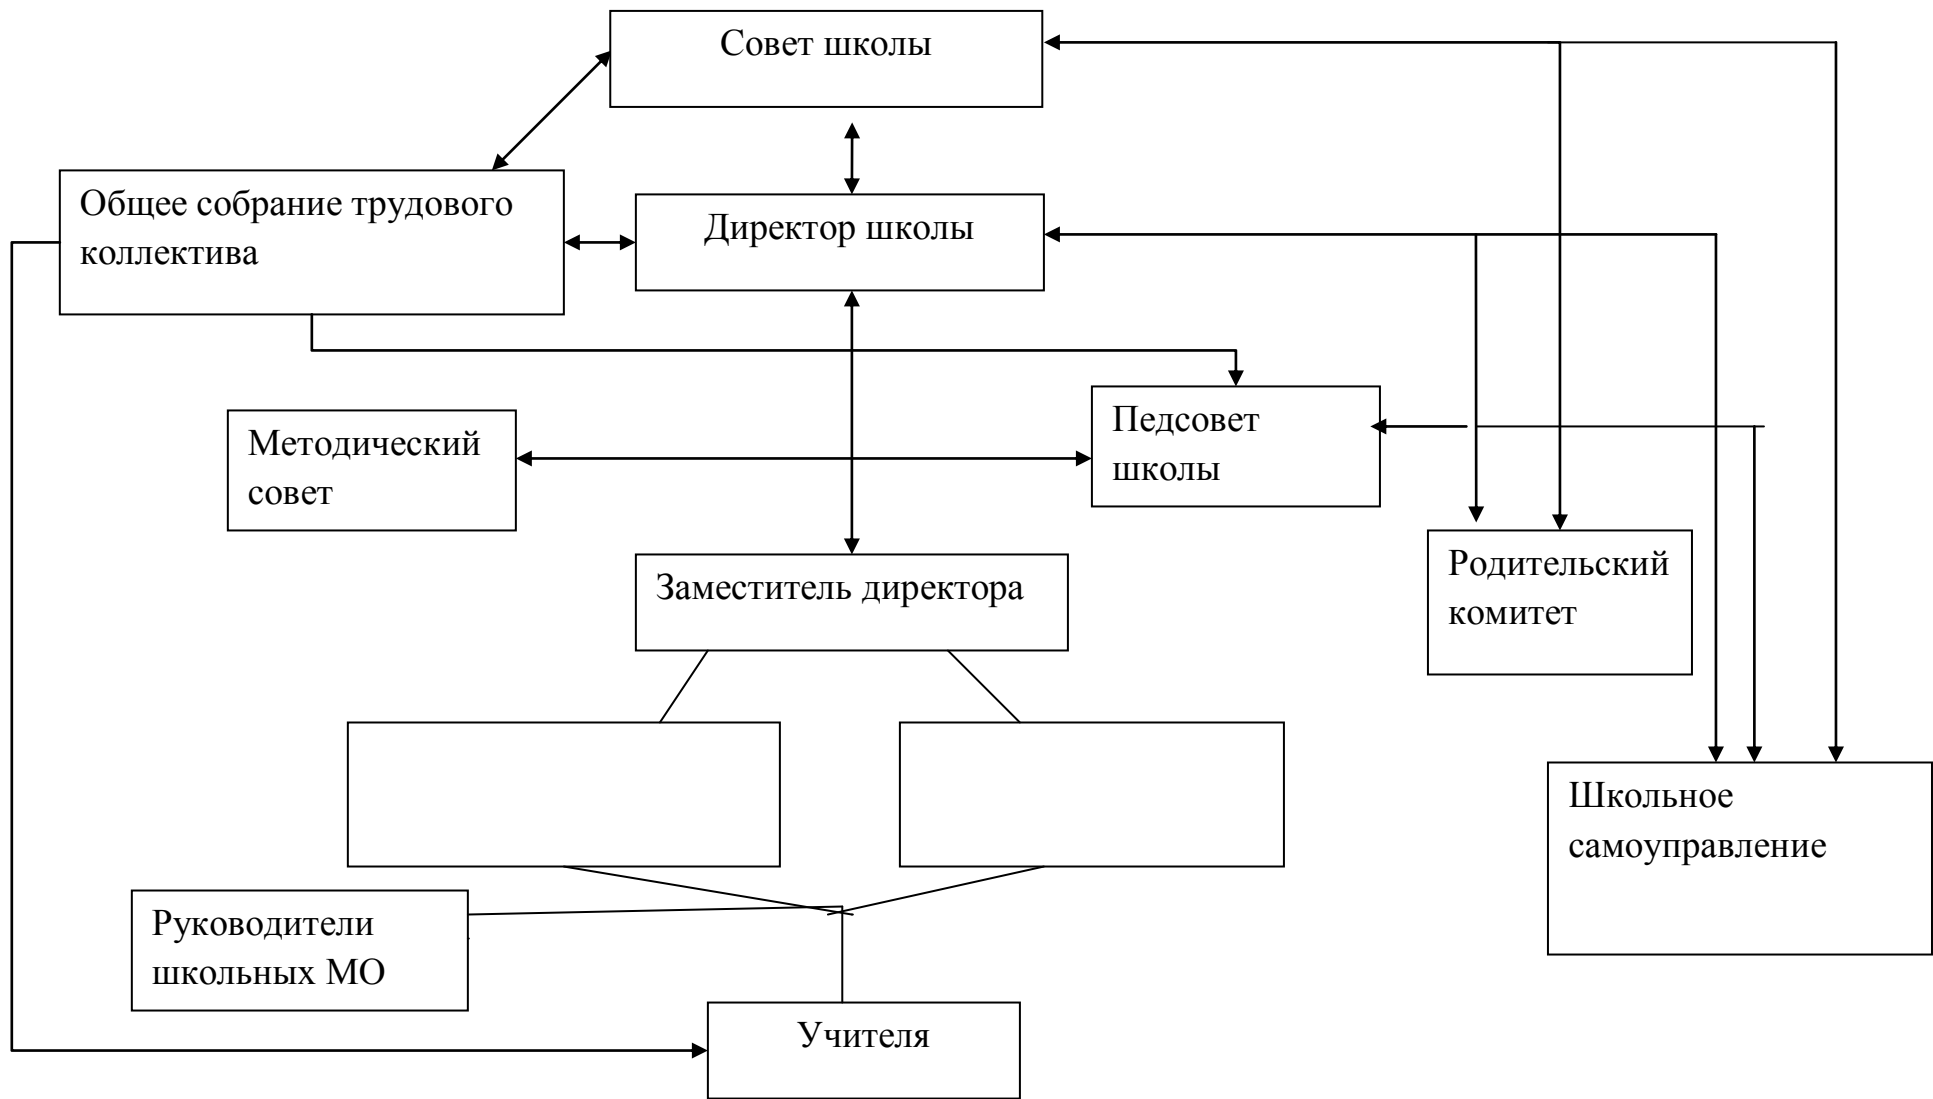 Совет школы
Общее собрание трудового
коллектива
Директор школы
Методический
совет
Педсовет
школы
Заместитель директора
Родительский
комитет
Школьное
самоуправление
Руководители
школьных МО
Учителя